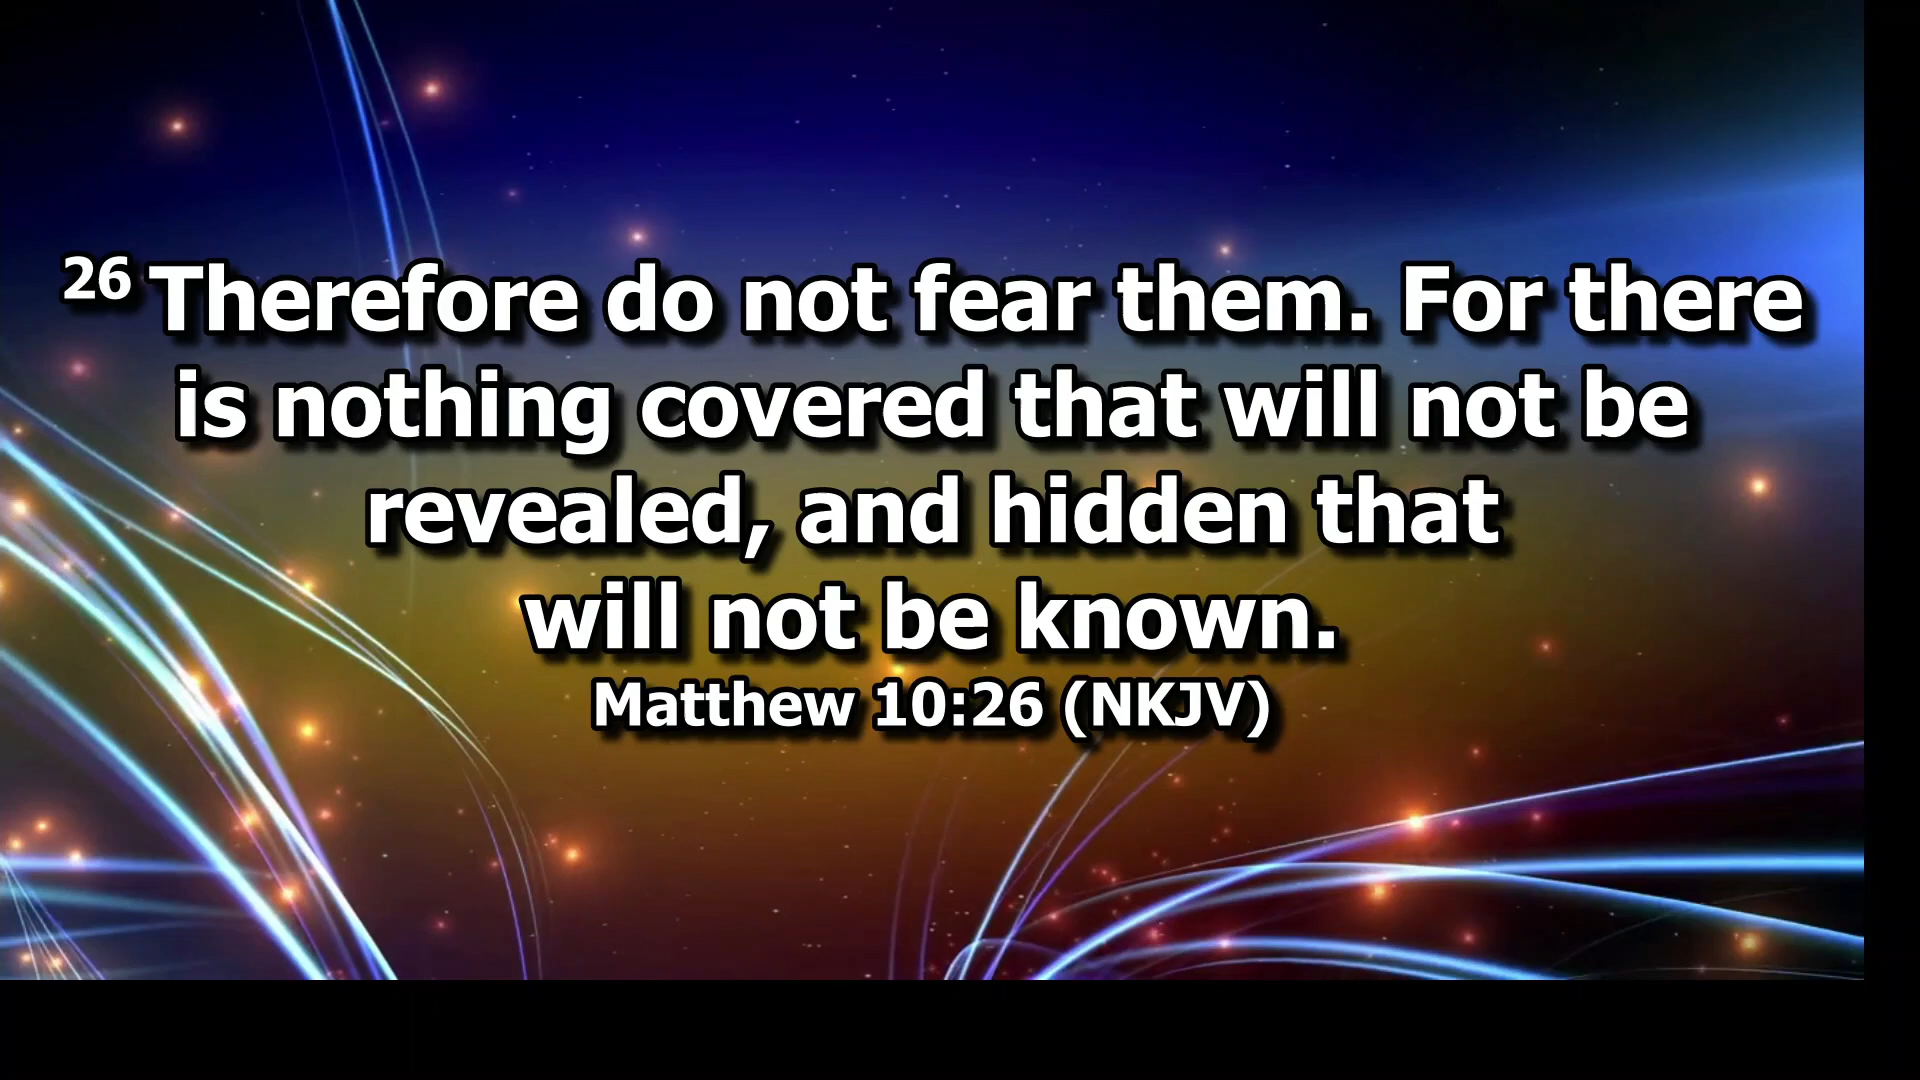 26 Therefore do not fear them. For there
is nothing covered that will not be
revealed, and hidden that
will not be known.
Matthew 10:26 (NKJV)